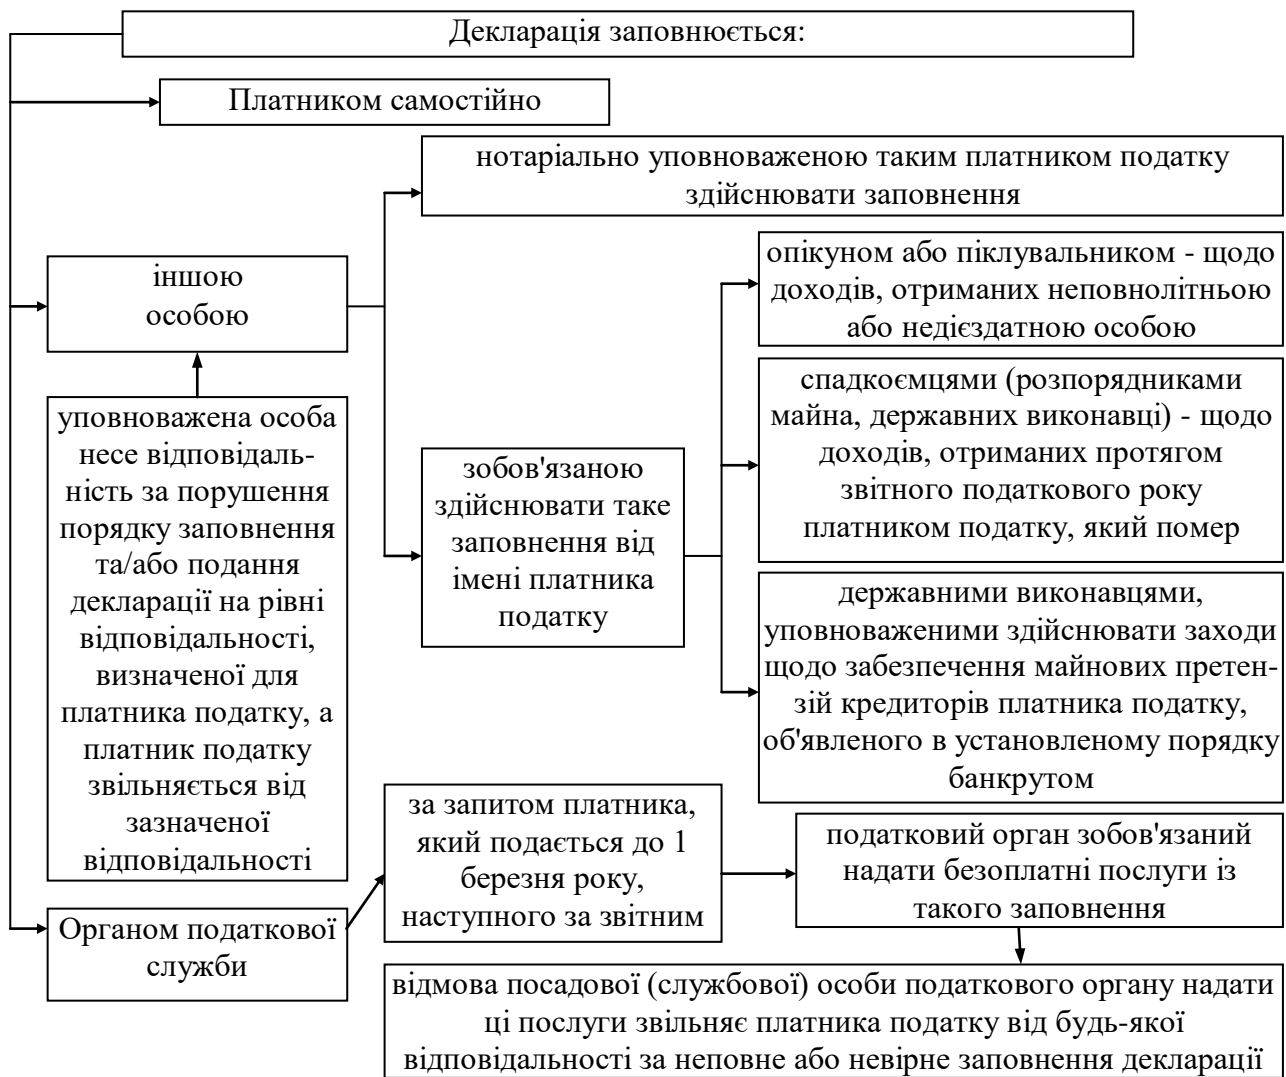 Декларація заповнюється:
Платником самостійно
нотаріально уповноваженою таким платником податку
здійснювати заповнення
іншою
особою
опікуном або піклувальником - щодо
доходів, отриманих неповнолітньою
або недієздатною особою
спадкоємцями (розпорядниками
майна, державних виконавці) - щодо
доходів, отриманих протягом
звітного податкового року
платником податку, який помер
уповноважена особа
несе відповідаль-
ність за порушення
порядку заповнення
та/або подання
декларації на рівні
відповідальності,
визначеної для
платника податку, а
платник податку
звільняється від
зазначеної
відповідальності
зобов'язаною
здійснювати таке
заповнення від
імені платника
податку
державними виконавцями,
уповноваженими здійснювати заходи
щодо забезпечення майнових претен-
зій кредиторів платника податку,
об'явленого в установленому порядку
банкрутом
Органом податкової
служби
за запитом платника,
який подається до 1
березня року,
наступного за звітним
податковий орган зобов'язаний
надати безоплатні послуги із
такого заповнення
відмова посадової (службової) особи податкового органу надати
ці послуги звільняє платника податку від будь-якої
відповідальності за неповне або невірне заповнення декларації